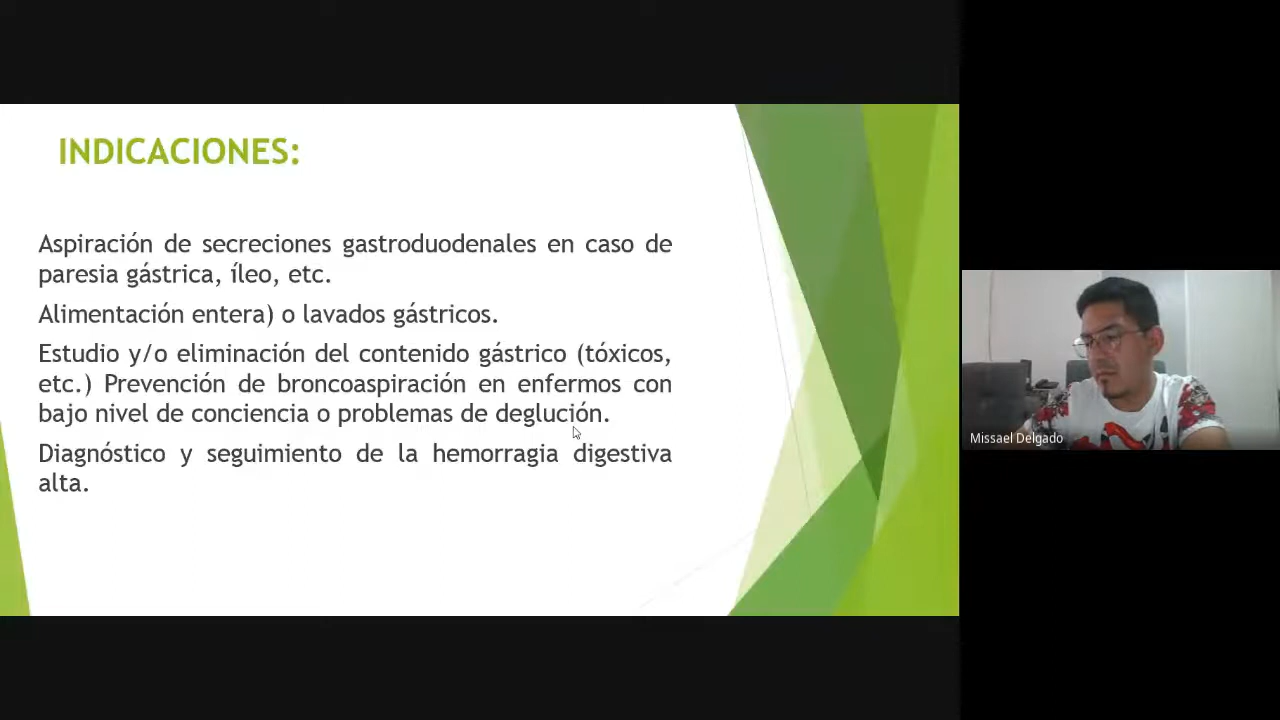 INDICACIONES:
Aspiración de secreciones gastroduodenales en caso de
paresia gástrica, íleo, etc.
Alimentación entera) o lavados gástricos.
Estudio y/o eliminación del contenido gástrico (tóxicos,
etc.) Prevención de broncoaspiración en enfermos con
bajo nivel de conciencia o problemas de deglución.
Diagnóstico y seguimiento de la hemorragia digestiva
alta.
Missael Delgado